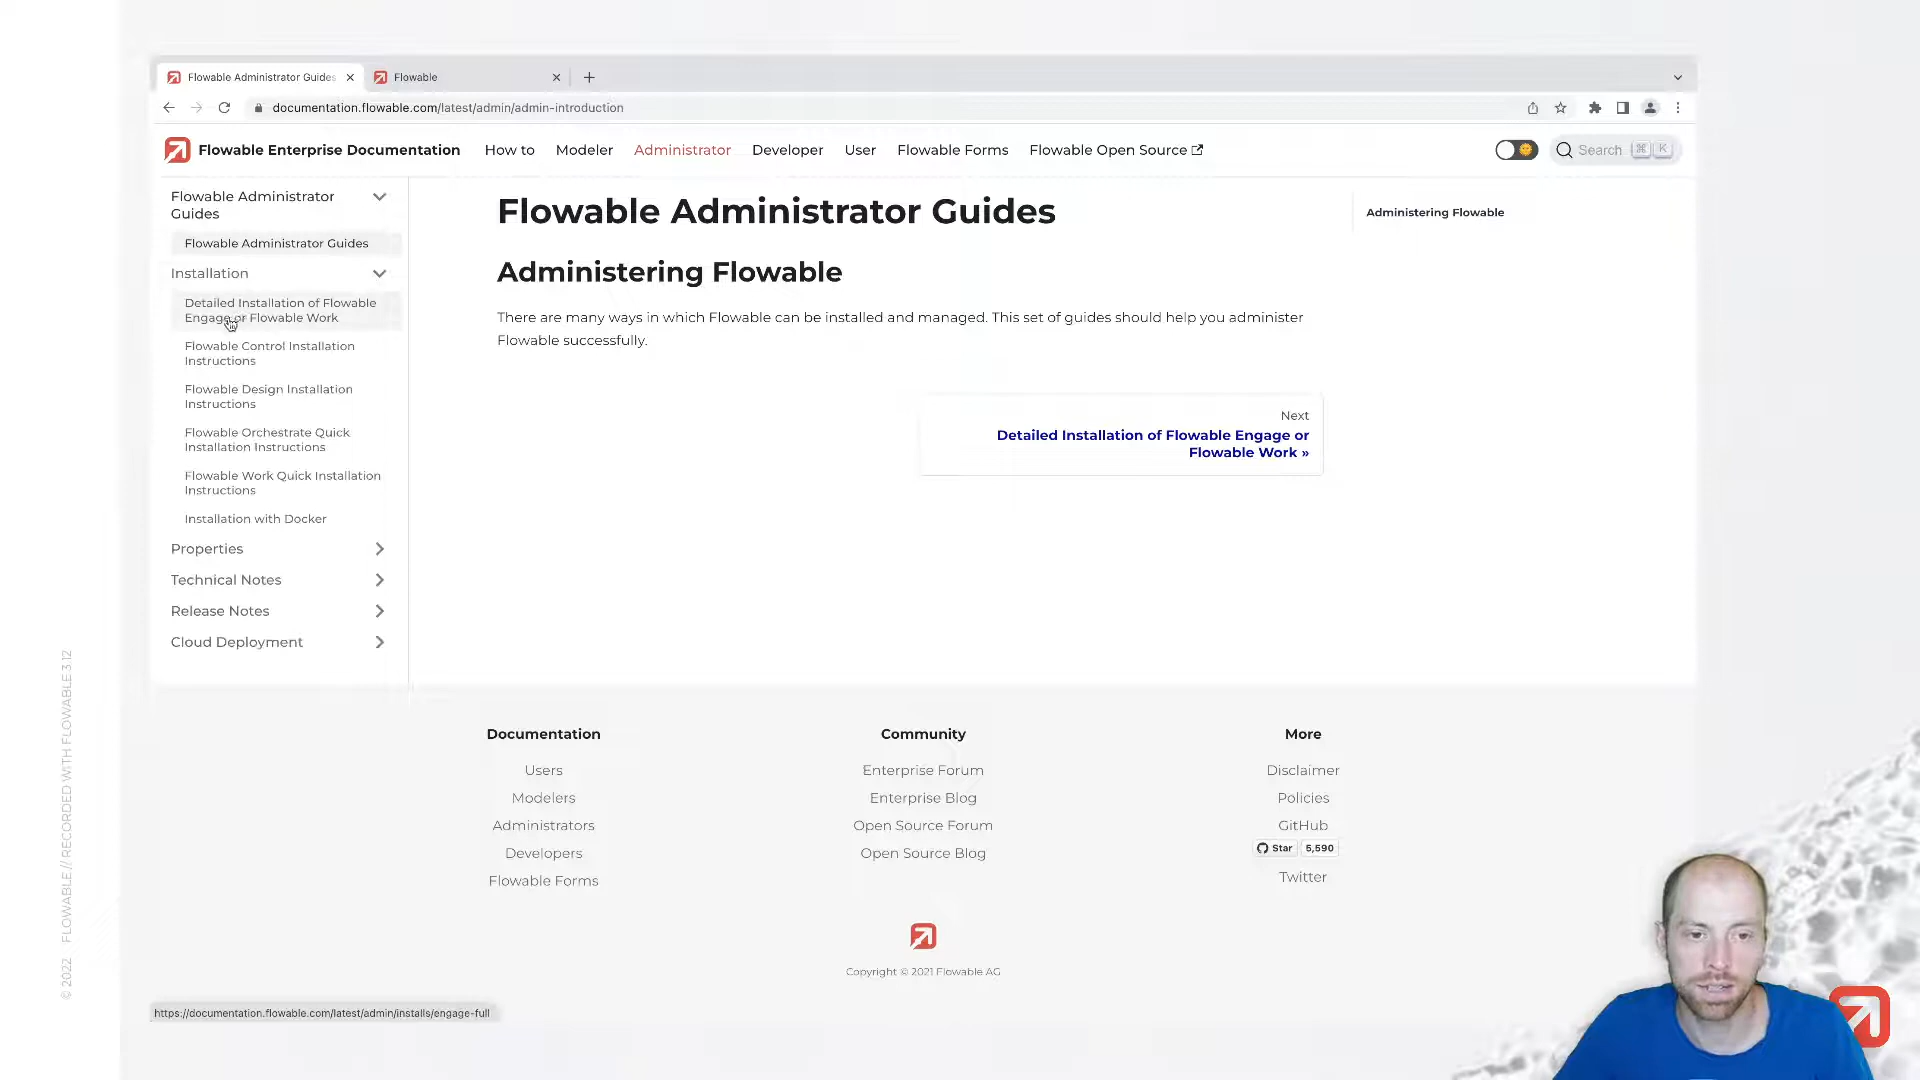 Flowable Administrator Guides
Flowable
documentation.flowable.com/latest/admin/admin-introduction
Flowable Enterprise Documentation How to Modeler Administrator Developer User Flowable Forms Flowable Open Source Search ⌘ K
Flowable Administrator
Guides
Flowable Administrator Guides
Installation
Detailed Installation of Flowable
Engage or Flowable Work
Flowable Control Installation
Instructions
Flowable Design Installation
Instructions
Flowable Orchestrate Quick
Installation Instructions
Flowable Work Quick Installation
Instructions
Installation with Docker
Properties
Technical Notes
Release Notes
Cloud Deployment
Flowable Administrator Guides
Administering Flowable
There are many ways in which Flowable can be installed and managed. This set of guides should help you administer
Flowable successfully.
Next
Detailed Installation of Flowable Engage or
Flowable Work »
Administering Flowable
Documentation
Users
Modelers
Administrators
Developers
Flowable Forms
Community
Enterprise Forum
Enterprise Blog
Open Source Forum
Open Source Blog
More
Disclaimer
Policies
GitHub
Star 5,590
Twitter
Copyright © 2021 Flowable AG
https://documentation.flowable.com/latest/admin/installs/engage-full
© 2022 FLOWABLE // RECORDED WITH FLOWABLE 3.12